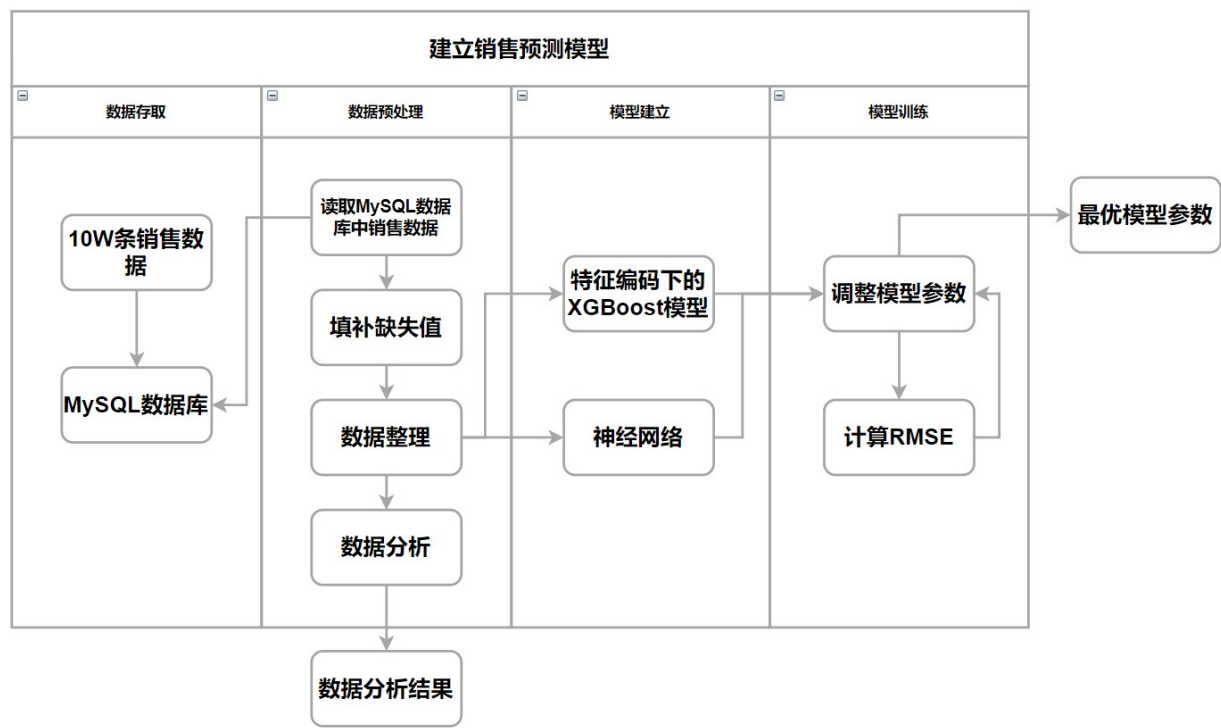 建立销售预测模型
数据存取
数据预处理
模型建立
模型训练
10W条销售数
据
MySQL数据库
读取MySQL数据
库中销售数据
填补缺失值
数据整理
数据分析
数据分析结果
特征编码下的
XGBoost模型
神经网络
调整模型参数
计算RMSE
最优模型参数